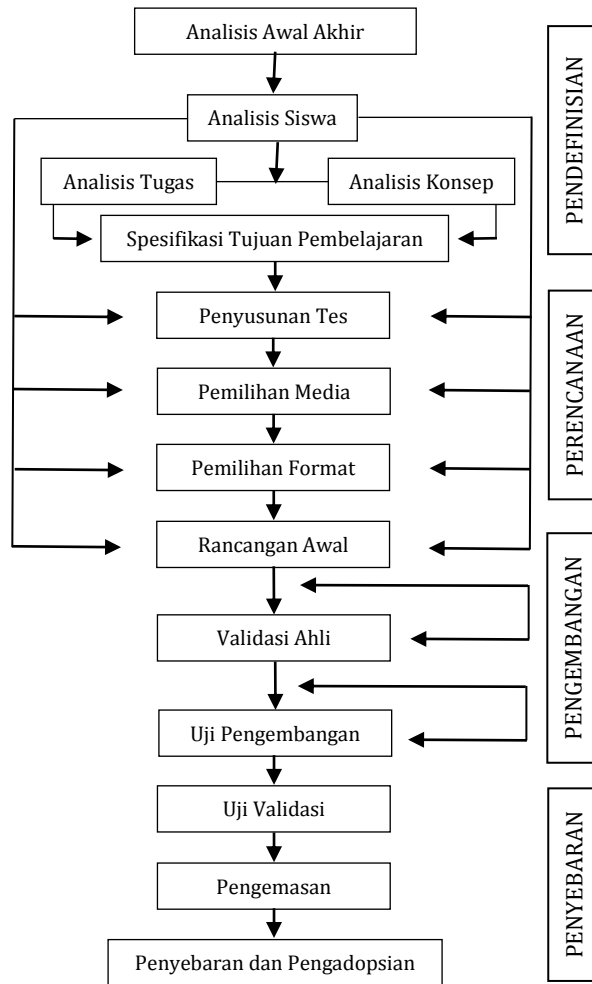 Analisis Awal Akhir
Analisis Siswa
Analisis Tugas
Analisis Konsep
Spesifikasi Tujuan Pembelajaran
PENDEFINISIAN
Penyusunan Tes
Pemilihan Media
Pemilihan Format
PERENCANAAN
Rancangan Awal
Validasi Ahli
Uji Pengembangan
PENGEMBANGAN
Uji Validasi
Pengemasan
Penyebaran dan Pengadopsian
PENYEBARAN